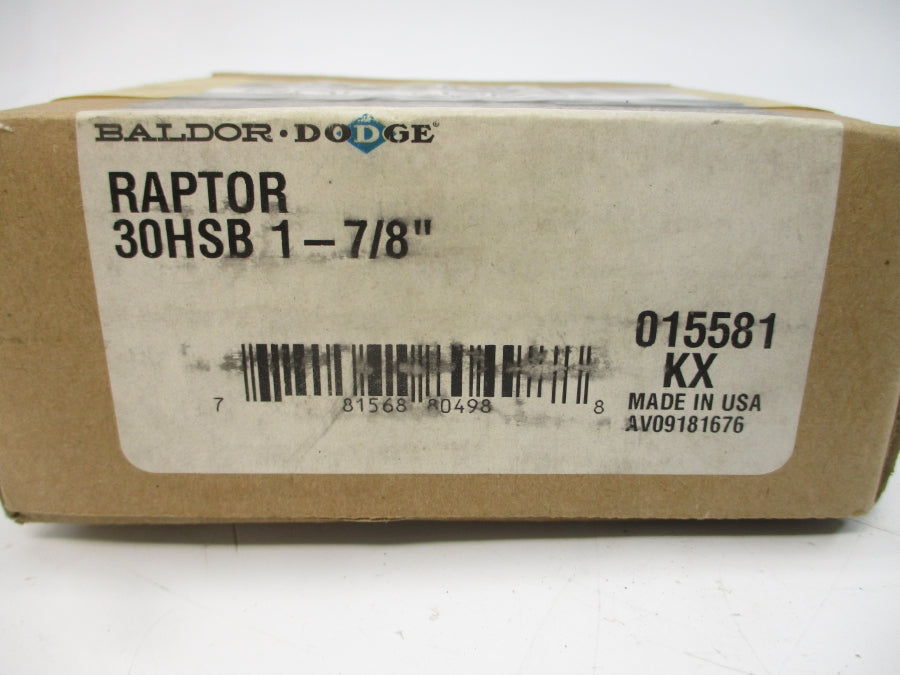 BALDOR · DODGE®
RAPTOR
30HSB 1 – 7/8"
015581
KX
MADE IN USA
AV09181676
7 81568 80498 8